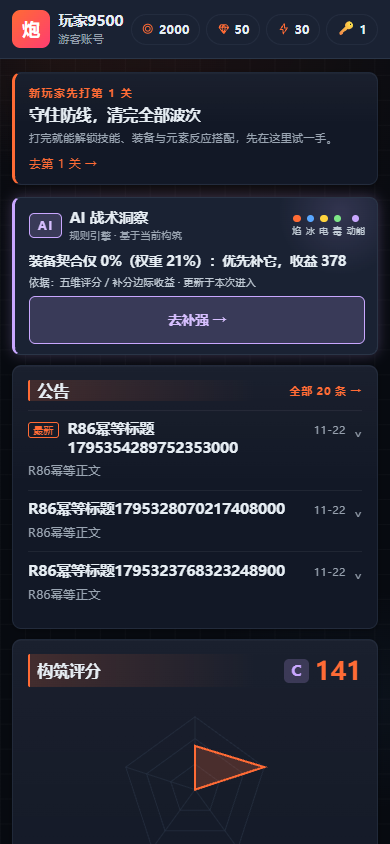 炮
玩家9500
游客账号
2000
50
30
1
新玩家先打第 1 关
守住防线，清完全部波次
打完就能解锁技能、装备与元素反应搭配，先在这里试一手。
去第 1 关 →
AI
AI 战术洞察
规则引擎 · 基于当前构筑
焰 冰 电 毒 动能
装备契合仅 0%（权重 21%）：优先补它，收益 378
依据：五维评分 / 补分边际收益 · 更新于本次进入
去补强 →
公告
全部 20 条 →
最新
R86幂等标题
1795354289752353000
11-22
R86幂等正文
R86幂等标题1795328070217408000
11-22
R86幂等正文
R86幂等标题1795323768323248900
11-22
R86幂等正文
构筑评分
C 141